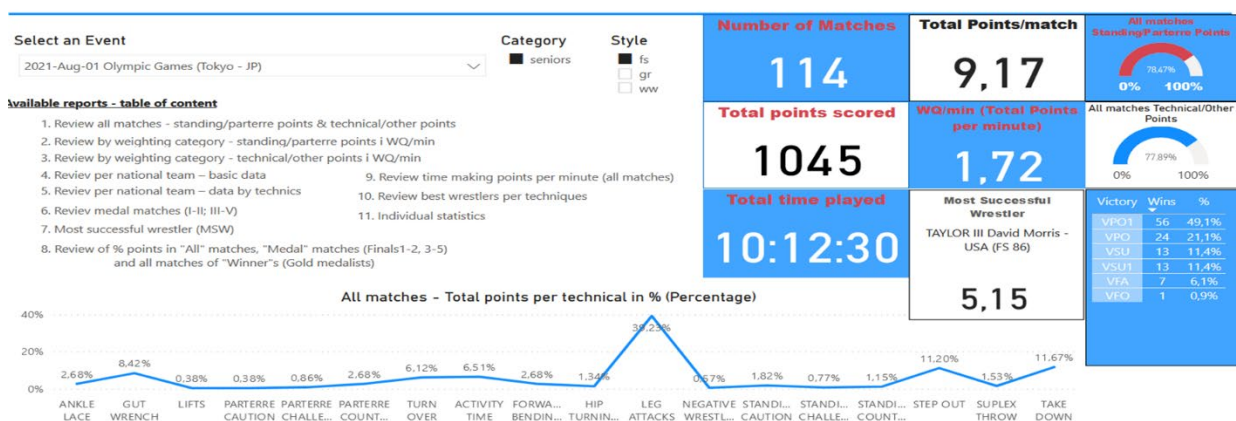 Select an Event
2021-Aug-01 Olympic Games (Tokyo - JP)
Category
seniors
Style
fs
gr
ww
Available reports - table of content
1. Review all matches - standing/parterre points & technical/other points
2. Review by weighting category - standing/parterre points i WQ/min
3. Review by weighting category - technical/other points i WQ/min
4. Review per national team – basic data
5. Reviev per national team – data by technics
6. Reviev medal matches (I-II; III-V)
7. Most successful wrestler (MSW)
8. Review of % points in "All" matches, "Medal" matches (Finals1-2, 3-5)
and all matches of "Winner"s (Gold medalists)
9. Review time making points per minute (all matches)
10. Review best wrestlers per techniques
11. Individual statistics
Number of Matches
114
Total Points/match
9,17
All matches
Standing/Parterre Points
78.47%
0% 100%
Total points scored
1045
WQ/min (Total Points
per minute)
1,72
All matches Technical/Other
Points
77.89%
0% 100%
Total time played
10:12:30
Most Successful
Wrestler
TAYLOR III David Morris -
USA (FS 86)
5,15
Victory Wins %
VPO1 56 49,1%
VPO 24 21,1%
VSU 13 11,4%
VSU1 13 11,4%
VFA 7 6,1%
VFO 1 0,9%
All matches - Total points per technical in % (Percentage)
40%
20%
0%
2,68% 8,42% 0,38% 0,38% 0,86% 2,68% 6,12% 6,51% 2,68% 1,34% 39,23% 0,57% 1,82% 0,77% 1,15% 11,20% 1,53% 11,67%
ANKLE GUT LIFTS PARTERRE PARTERRE PARTERRE TURN ACTIVITY FORWA... HIP LEG NEGATIVE STANDI... STANDI... STANDI... STEP OUT SUPLEX TAKE
LACE WRENCH CAUTION CHALLE... COUNT... OVER TIME BENDIN... TURNIN... ATTACKS WRESTL... CAUTION CHALLE... COUNT... THROW DOWN